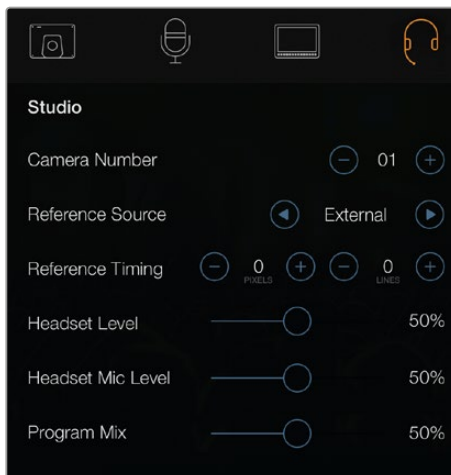 Studio
Camera Number 01
Reference Source External
Reference Timing 0 PIXELS 0 LINES
Headset Level 50%
Headset Mic Level 50%
Program Mix 50%